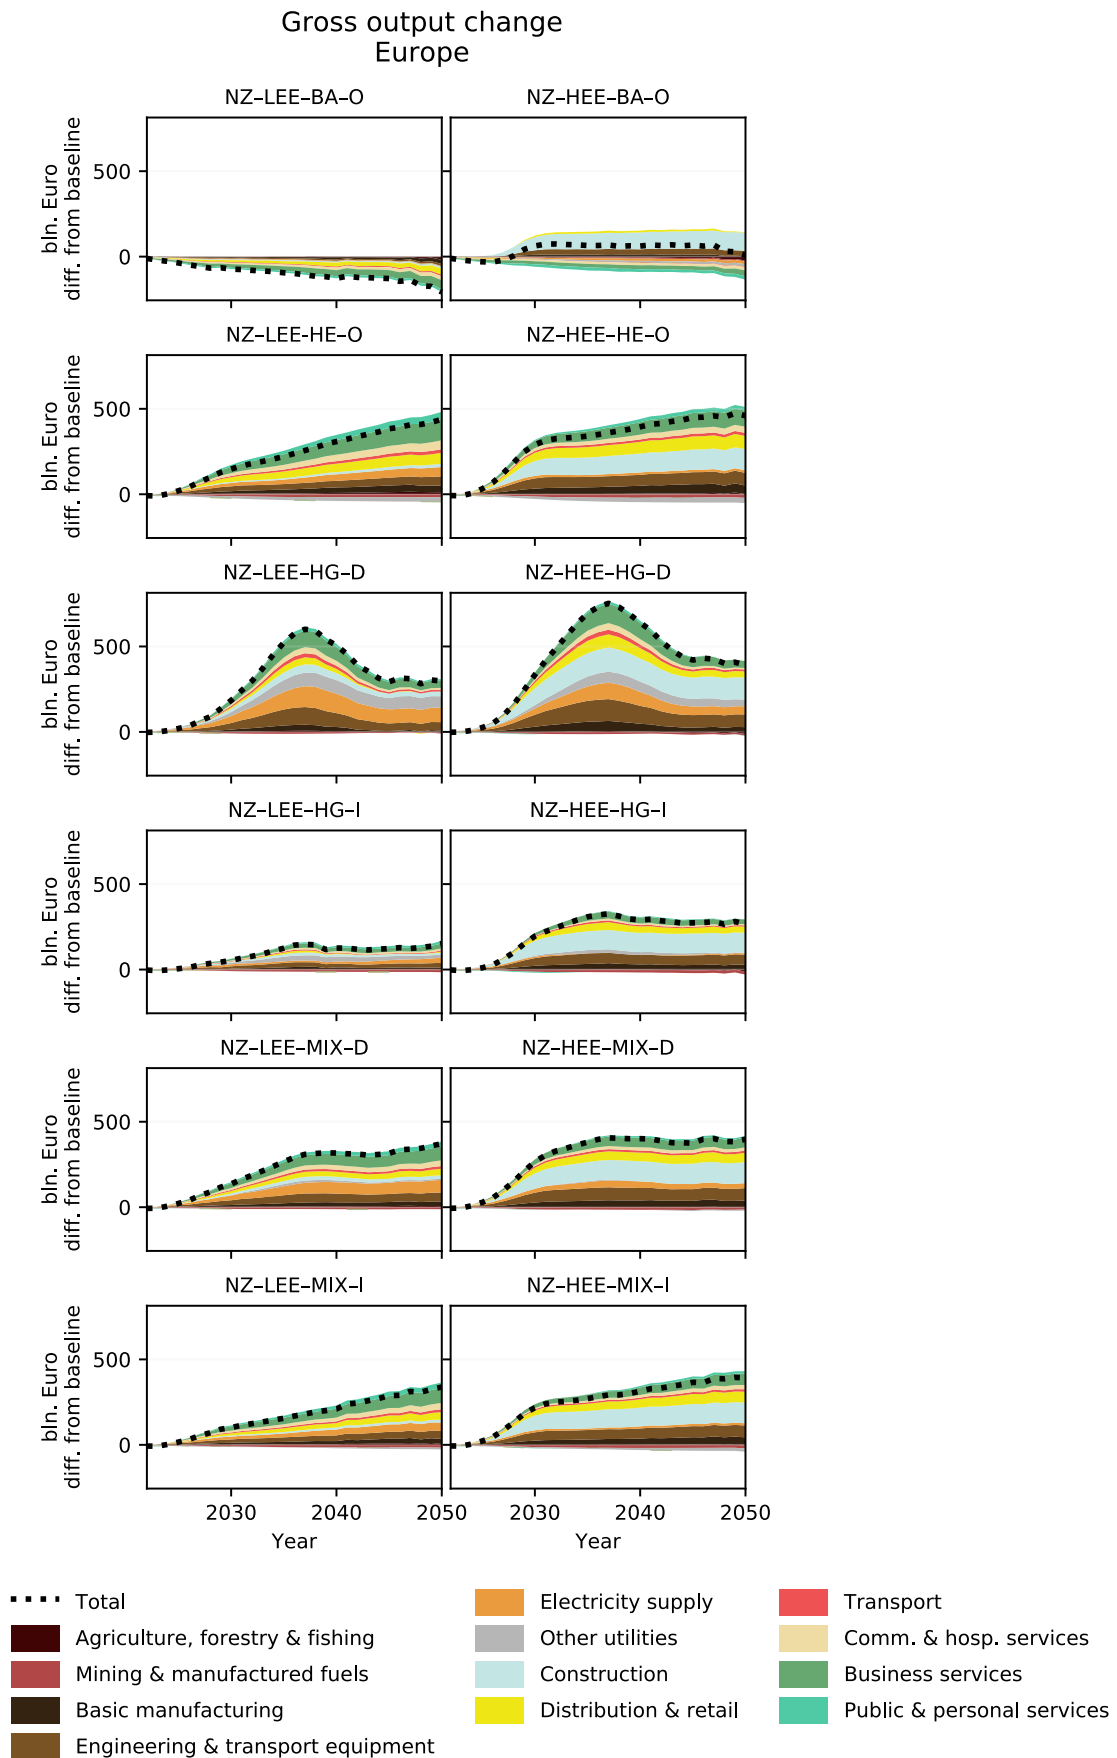 Gross output change
Europe
NZ–LEE–BA–O
NZ–HEE–BA–O
bln. Euro
diff. from baseline
500
0
NZ–LEE–HE–O
NZ–HEE–HE–O
bln. Euro
diff. from baseline
500
0
NZ–LEE–HG–D
NZ–HEE–HG–D
bln. Euro
diff. from baseline
500
0
NZ–LEE–HG–I
NZ–HEE–HG–I
bln. Euro
diff. from baseline
500
0
NZ–LEE–MIX–D
NZ–HEE–MIX–D
bln. Euro
diff. from baseline
500
0
NZ–LEE–MIX–I
NZ–HEE–MIX–I
bln. Euro
diff. from baseline
500
0
2030 2040 2050 2030 2040 2050
Year Year
Total
Agriculture, forestry & fishing
Mining & manufactured fuels
Basic manufacturing
Engineering & transport equipment
Electricity supply
Other utilities
Construction
Distribution & retail
Transport
Comm. & hosp. services
Business services
Public & personal services